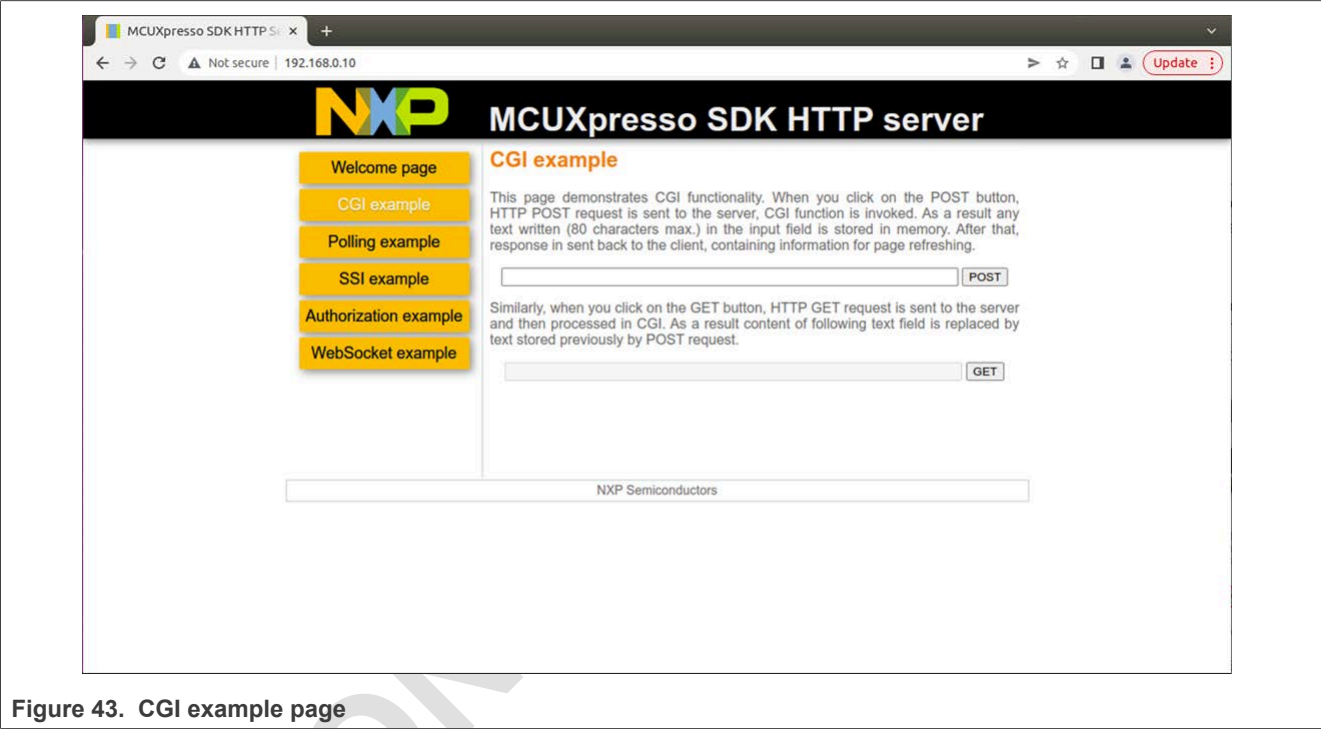 MCUXpresso SDK HTTP Se
Not secure | 192.168.0.10
Update
NXP
MCUXpresso SDK HTTP server
Welcome page
CGI example
Polling example
SSI example
Authorization example
WebSocket example
CGI example
This page demonstrates CGI functionality. When you click on the POST button,
HTTP POST request is sent to the server, CGI function is invoked. As a result any
text written (80 characters max.) in the input field is stored in memory. After that,
response in sent back to the client, containing information for page refreshing.
POST
Similarly, when you click on the GET button, HTTP GET request is sent to the server
and then processed in CGI. As a result content of following text field is replaced by
text stored previously by POST request.
GET
NXP Semiconductors
Figure 43. CGI example page